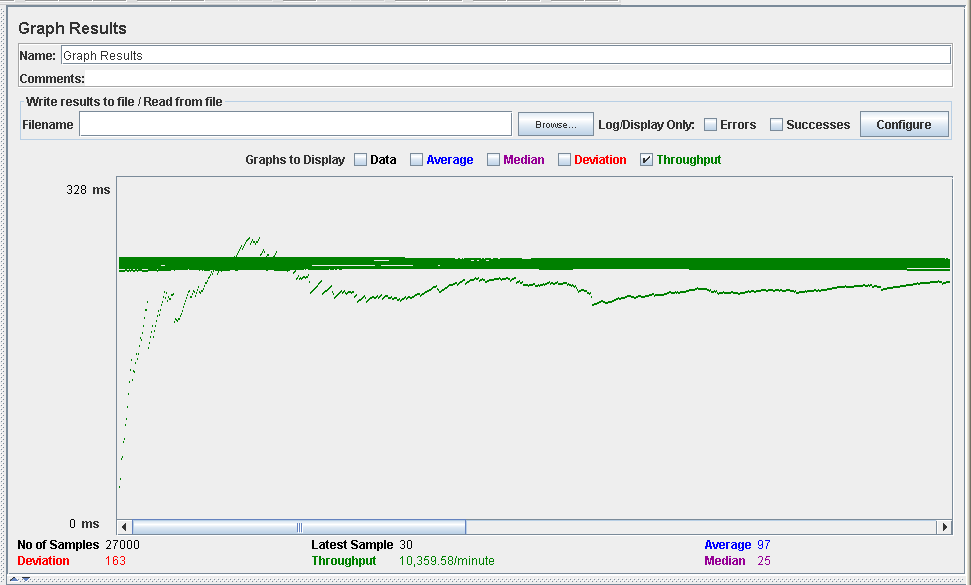 Graph Results
Name: Graph Results
Comments:
Write results to file / Read from file
Filename Browse... Log/Display Only: Errors Successes Configure
Graphs to Display Data Average Median Deviation Throughput
328 ms
0 ms
No of Samples 27000 Latest Sample 30 Average 97
Deviation 163 Throughput 10,359.58/minute Median 25